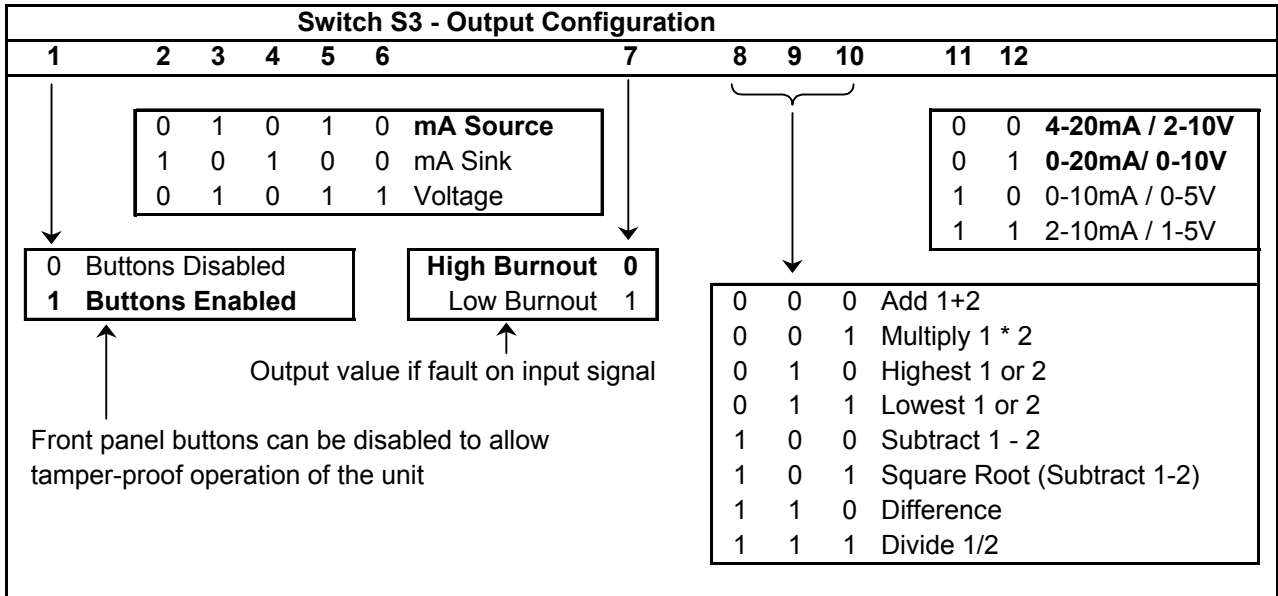 Switch S3 - Output Configuration
1 2 3 4 5 6 7 8 9 10 11 12
0 1 0 1 0 mA Source
1 0 1 0 0 mA Sink
0 1 0 1 1 Voltage
0 0 4-20mA / 2-10V
0 1 0-20mA/ 0-10V
1 0 0-10mA / 0-5V
1 1 2-10mA / 1-5V
0 Buttons Disabled
1 Buttons Enabled
High Burnout 0
Low Burnout 1
Output value if fault on input signal
Front panel buttons can be disabled to allow
tamper-proof operation of the unit
0 0 0 Add 1+2
0 0 1 Multiply 1 * 2
0 1 0 Highest 1 or 2
0 1 1 Lowest 1 or 2
1 0 0 Subtract 1 - 2
1 0 1 Square Root (Subtract 1-2)
1 1 0 Difference
1 1 1 Divide 1/2